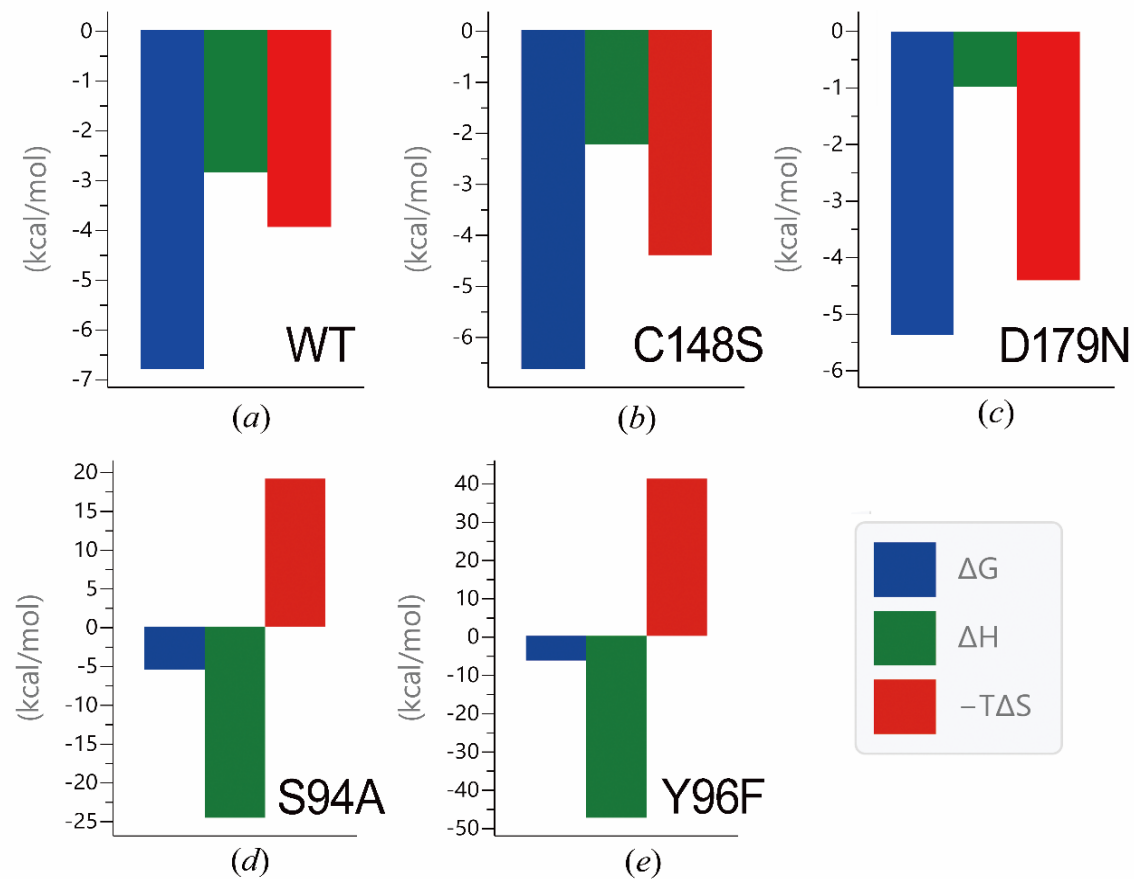 0
-1
-2
-3
-4
-5
-6
-7
(kcal/mol)
WT
(a)
0
-1
-2
-3
-4
-5
-6
(kcal/mol)
C148S
(b)
0
-1
-2
-3
-4
-5
-6
(kcal/mol)
D179N
(c)
20
15
10
5
0
-5
-10
-15
-20
-25
(kcal/mol)
S94A
(d)
40
30
20
10
0
-10
-20
-30
-40
-50
(kcal/mol)
Y96F
(e)
ΔG
ΔH
−TΔS